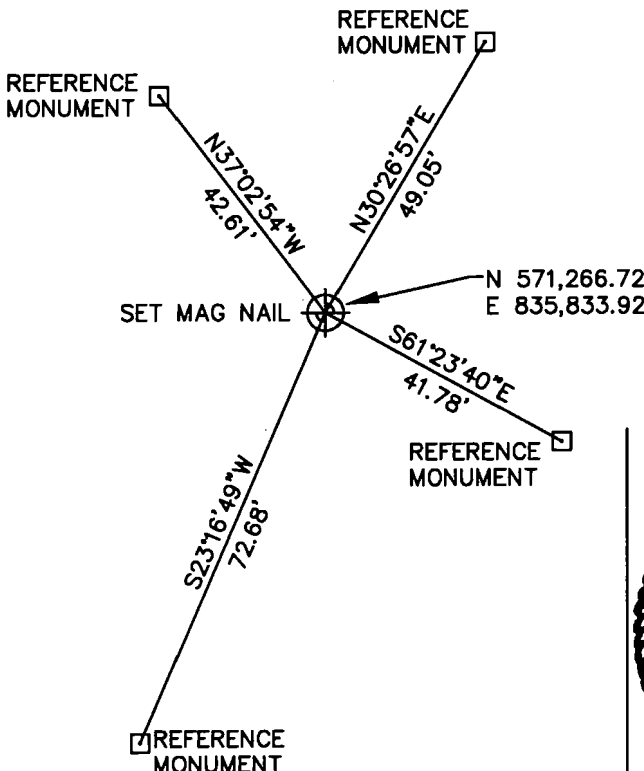 REFERENCE
MONUMENT
REFERENCE
MONUMENT
N37°02'54"W
42.61'
N30°26'57"E
49.05'
N 571,266.72
E 835,833.92
SET MAG NAIL
S61°23'40"E
41.78'
REFERENCE
MONUMENT
S23°16'49"W
72.68'
REFERENCE
MONUMENT